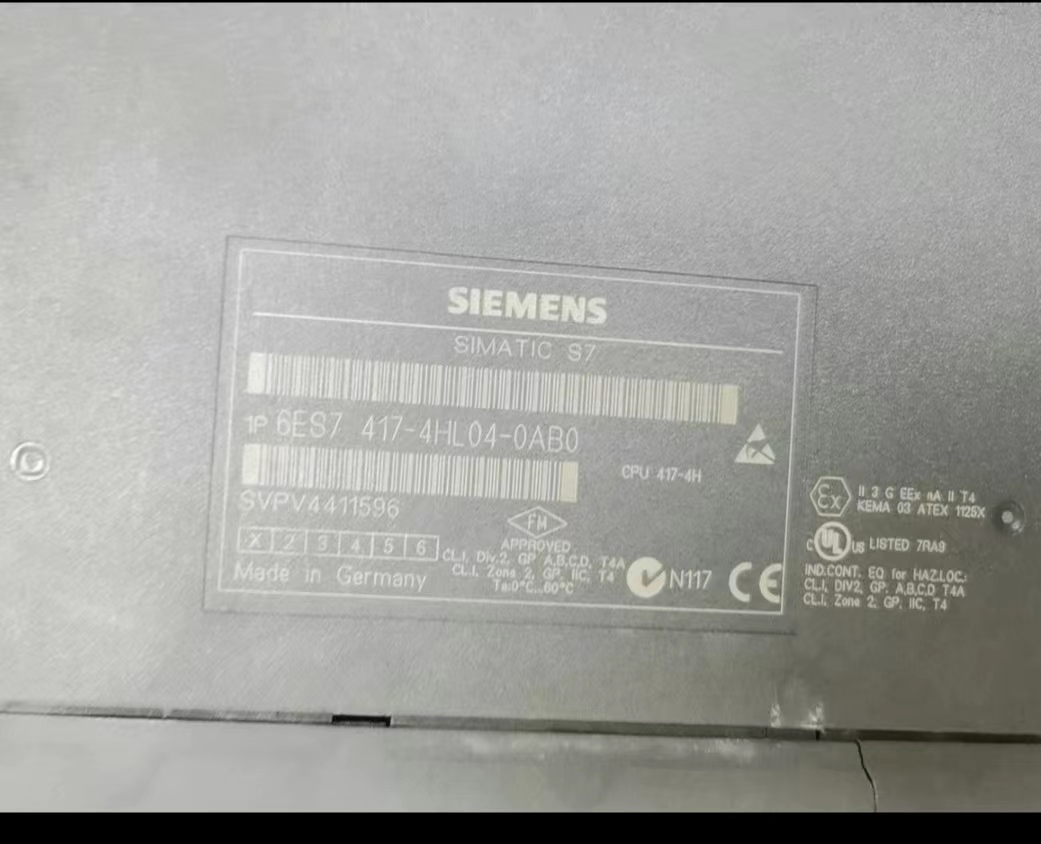 SIEMENS
SIMATIC S7
1P 6ES7 417-4HL04-0AB0
CPU 417-4H
SVPV4411596
FM
APPROVED
X 2 3 4 5 6
CL.I, Div.2, GP A,B,C,D, T4A
CL.I, Zone 2, GP, IIC, T4
Ta:0°C...60°C
Made in Germany
N117
CE
Ex
II 3 G EEx nA II T4
KEMA 03 ATEX 1125X
C UL US LISTED 7RA9
IND.CONT. EQ for HAZ.LOC.:
CL.I, DIV2, GP. A,B,C,D T4A
CL.I, Zone 2, GP. IIC, T4